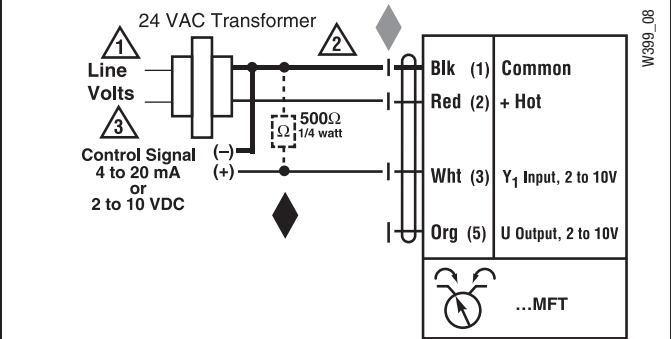 24 VAC Transformer
1
2
Line
Volts
3
Control Signal
4 to 20 mA
or
2 to 10 VDC
(–)
(+)
Ω
500Ω
1/4 watt
Blk (1) Common
Red (2) + Hot
Wht (3) Y₁ Input, 2 to 10V
Org (5) U Output, 2 to 10V
...MFT
W399_08